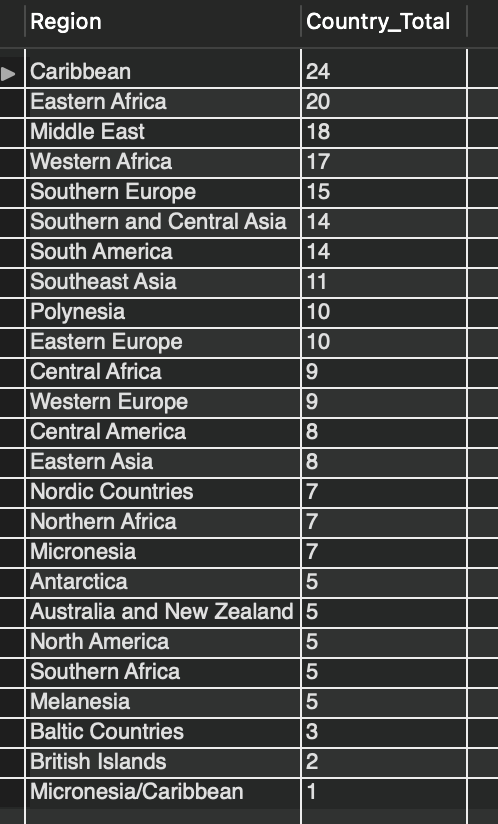 Region Country_Total
Caribbean 24
Eastern Africa 20
Middle East 18
Western Africa 17
Southern Europe 15
Southern and Central Asia 14
South America 14
Southeast Asia 11
Polynesia 10
Eastern Europe 10
Central Africa 9
Western Europe 9
Central America 8
Eastern Asia 8
Nordic Countries 7
Northern Africa 7
Micronesia 7
Antarctica 5
Australia and New Zealand 5
North America 5
Southern Africa 5
Melanesia 5
Baltic Countries 3
British Islands 2
Micronesia/Caribbean 1